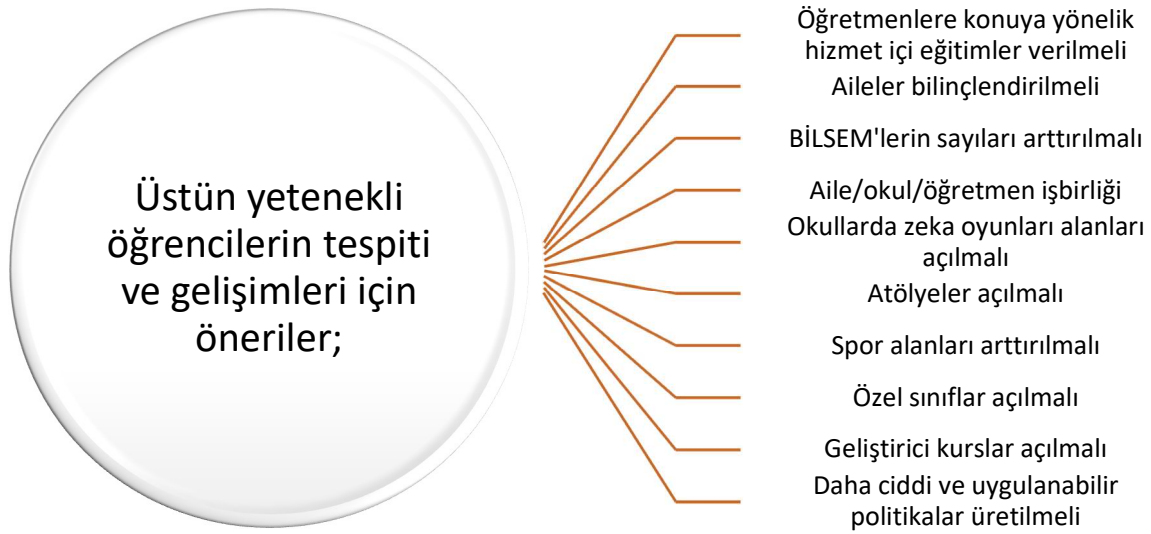 Üstün yetenekli
öğrencilerin tespiti
ve gelişimleri için
öneriler;
Öğretmenlere konuya yönelik
hizmet içi eğitimler verilmeli
Aileler bilinçlendirilmeli
BİLSEM'lerin sayıları arttırılmalı
Aile/okul/öğretmen işbirliği
Okullarda zeka oyunları alanları
açılmalı
Atölyeler açılmalı
Spor alanları arttırılmalı
Özel sınıflar açılmalı
Geliştirici kurslar açılmalı
Daha ciddi ve uygulanabilir
politikalar üretilmeli